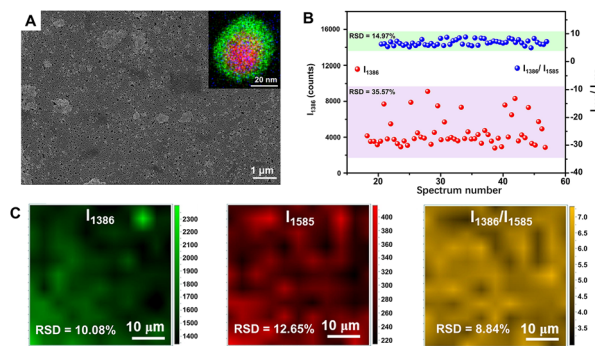 A
20 nm
1 μm
B
RSD = 14.97%
I1386
I1386/ I1585
RSD = 35.57%
I1386 (counts)
16000
12000
8000
4000
0
10
0
-10
-20
-30
-40
20
30
40
50
60
Spectrum number
C
I1386
RSD = 10.08%
10 μm
2300
2200
2100
2000
1900
1800
1700
1600
1500
1400
I1585
RSD = 12.65%
10 μm
400
380
360
340
320
300
280
260
240
220
I1386/I1585
RSD = 8.84%
10 μm
7.0
6.5
6.0
5.5
5.0
4.5
4.0
3.5